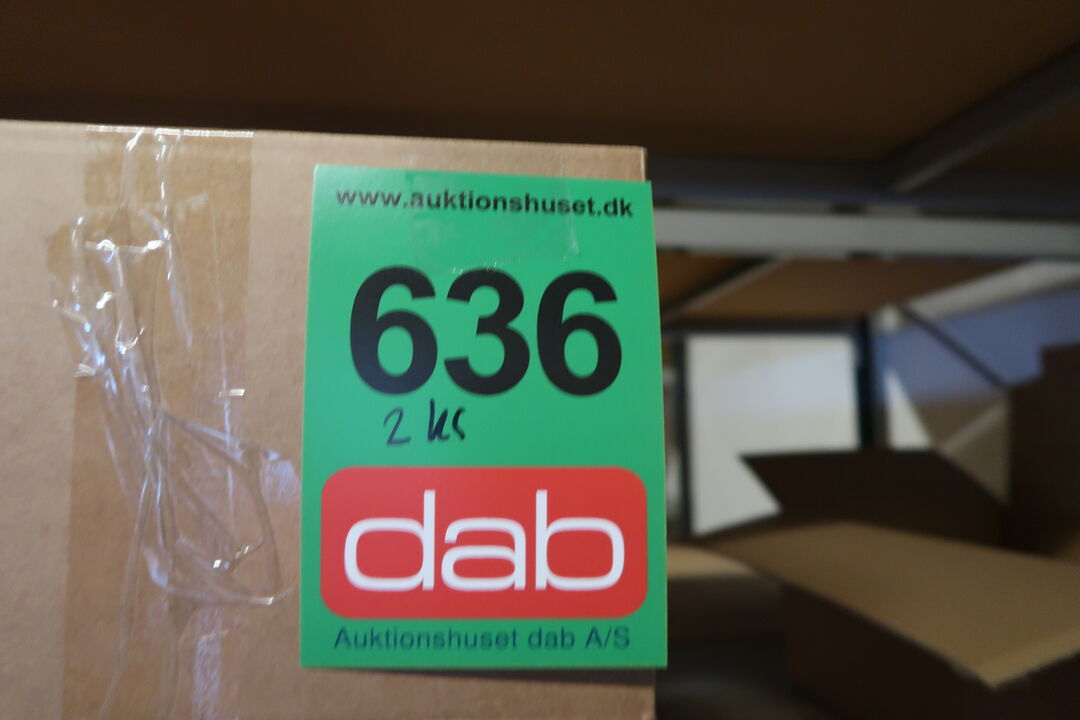 www.auktionshuset.dk
636
2 ks
dab
Auktionshuset dab A/S